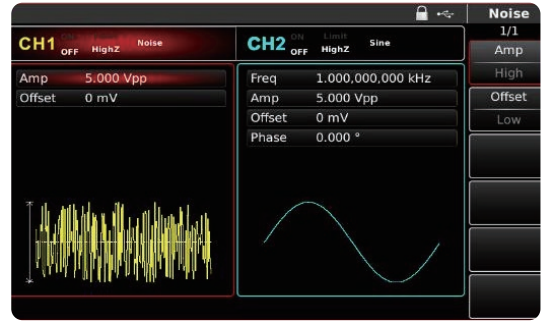 Noise
1/1
CH1 ON OFF HighZ Noise
CH2 ON OFF Limit HighZ Sine
Amp
High
Amp 5.000 Vpp
Offset 0 mV
Freq 1.000,000,000 kHz
Amp 5.000 Vpp
Offset 0 mV
Phase 0.000 °
Offset
Low